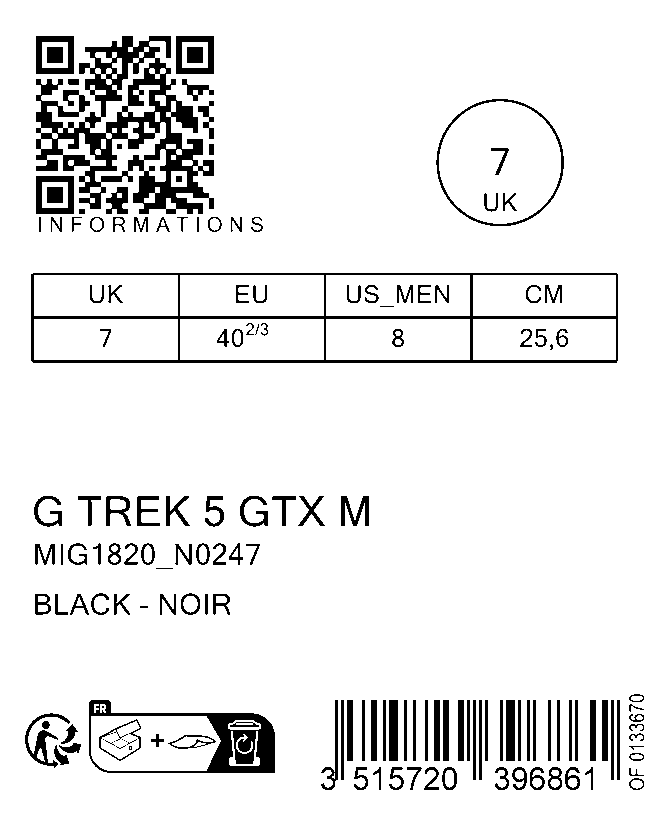 INFORMATIONS
7
UK
UK EU US_MEN CM
7 40 2/3 8 25,6
G TREK 5 GTX M
MIG1820_N0247
BLACK - NOIR
FR
3 515720 396861
OF 0133670